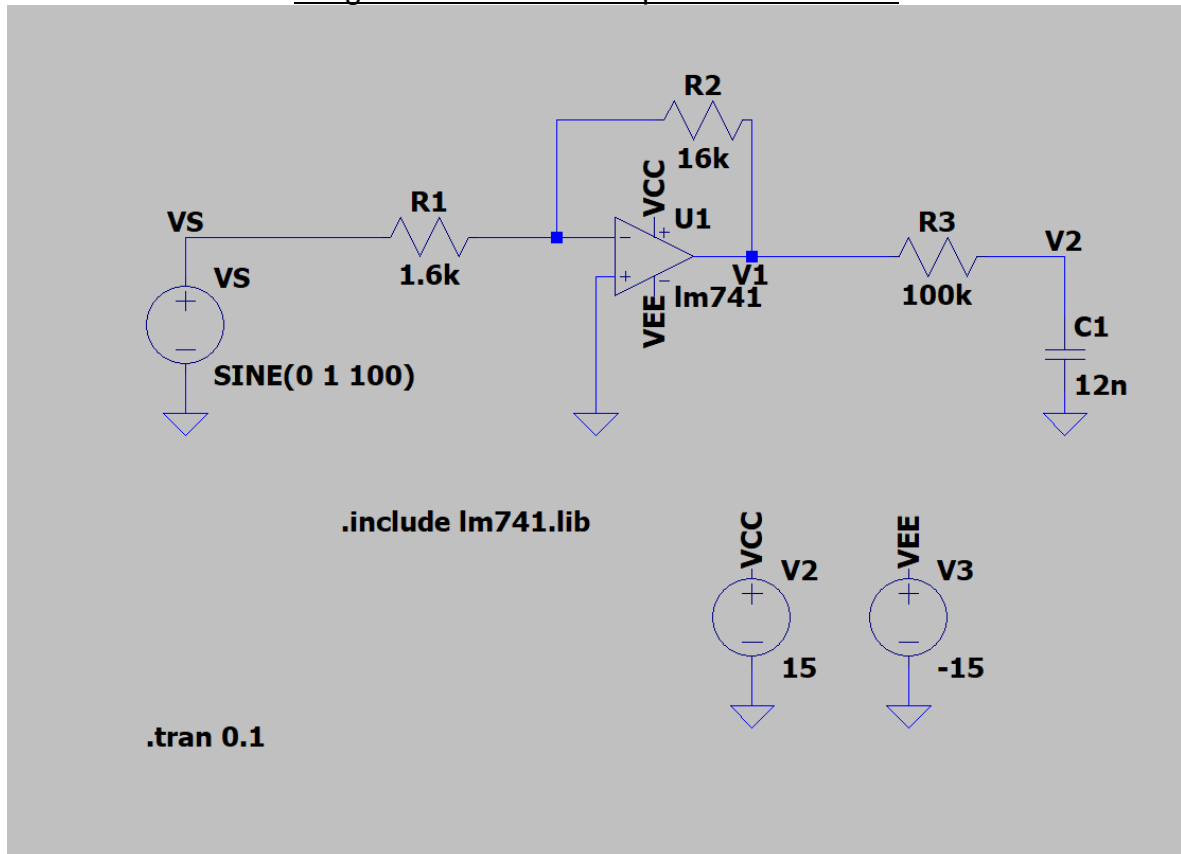 R2
16k
VCC
R1
VS
U1
R3
V2
VS
1.6k
V1
100k
lm741
VEE
C1
SINE(0 1 100)
12n
.include lm741.lib
VCC
VEE
V2
V3
15
-15
.tran 0.1